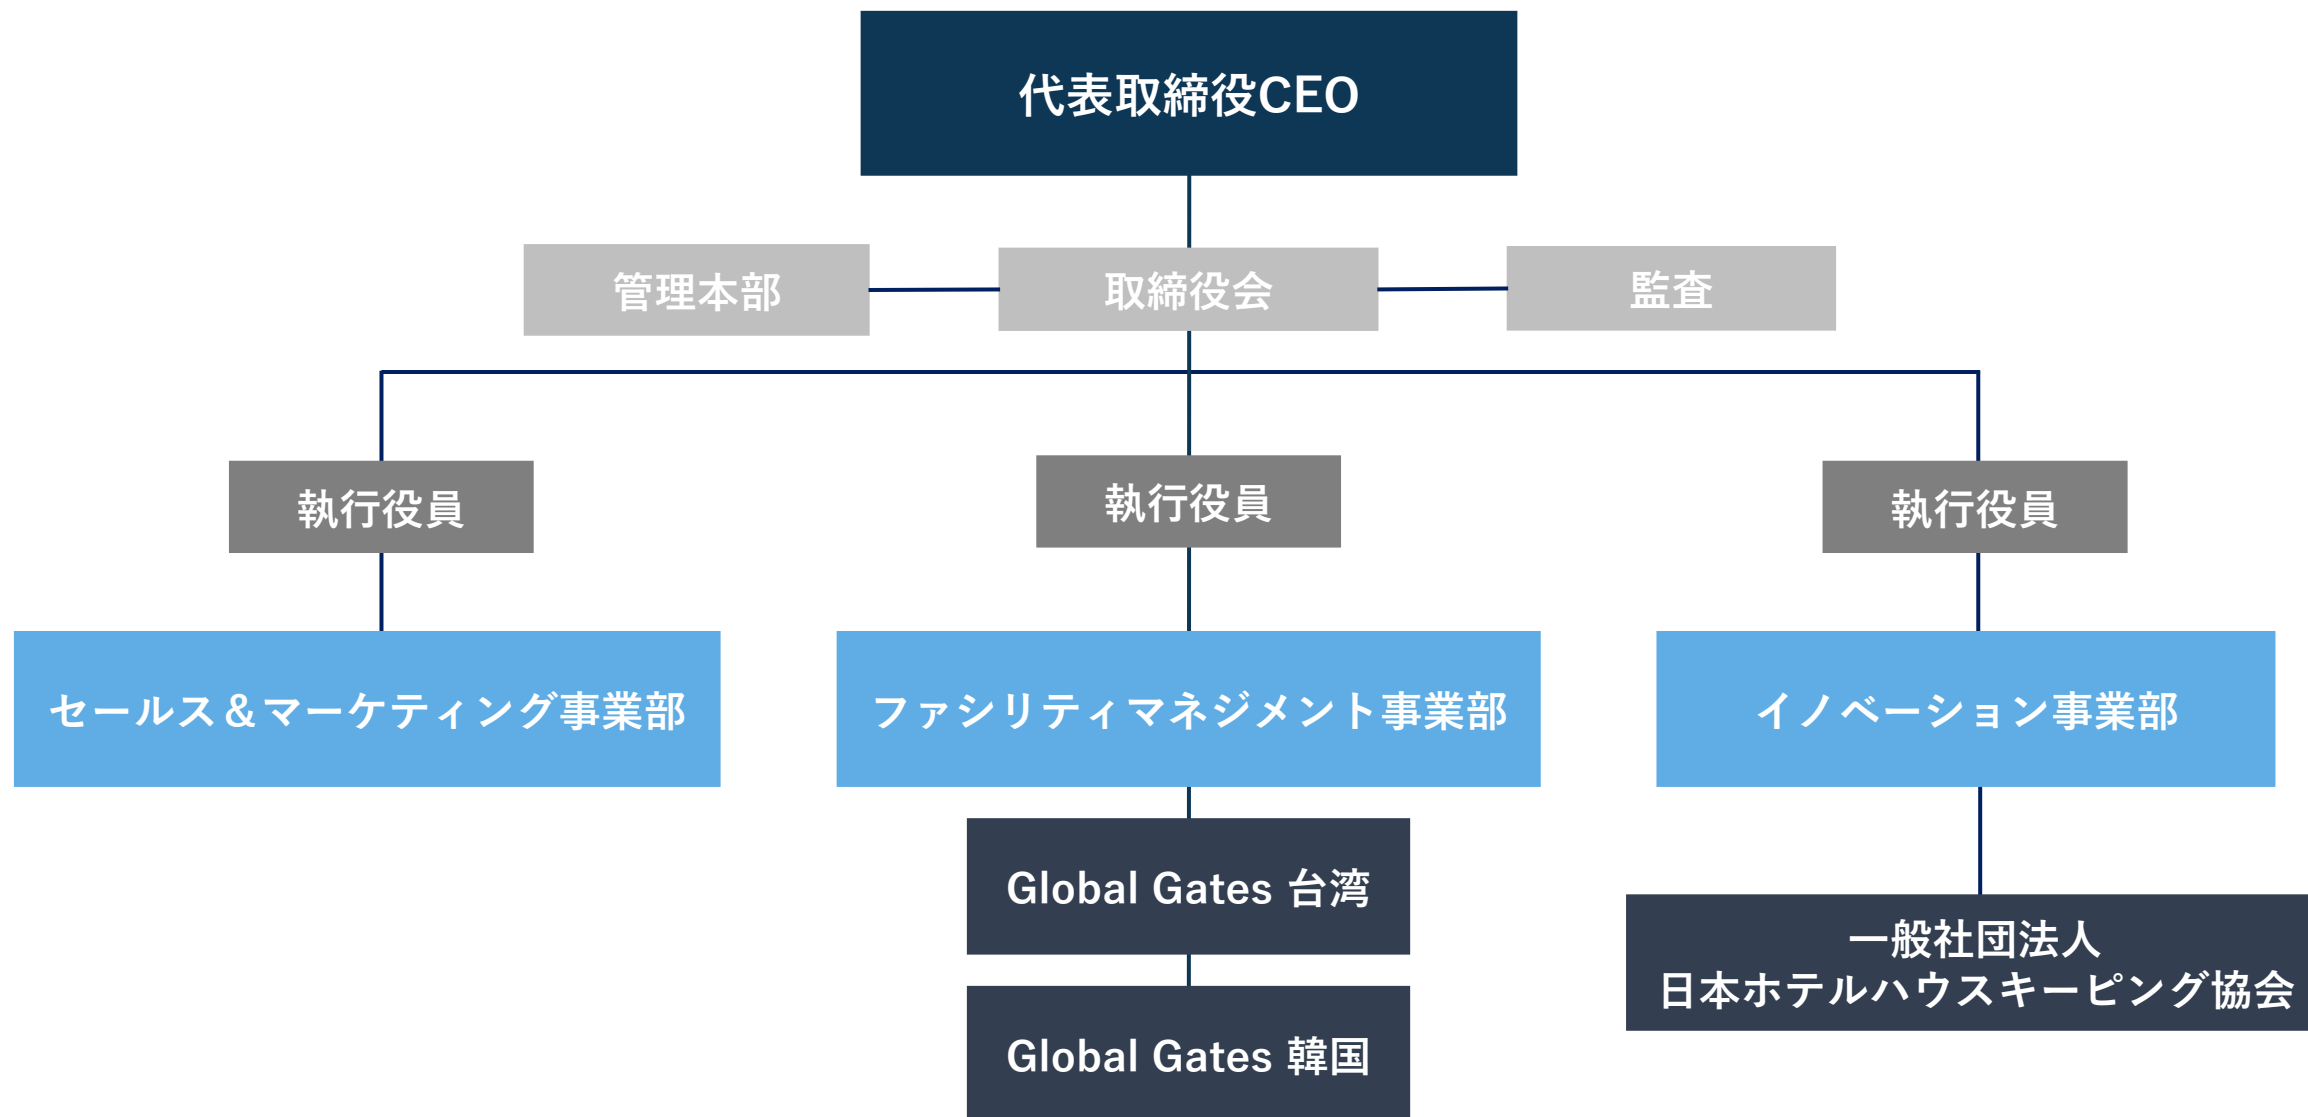 代表取締役CEO
管理本部
取締役会
監査
執行役員
執行役員
執行役員
セールス＆マーケティング事業部
ファシリティマネジメント事業部
イノベーション事業部
Global Gates 台湾
一般社団法人
日本ホテルハウスキーピング協会
Global Gates 韓国